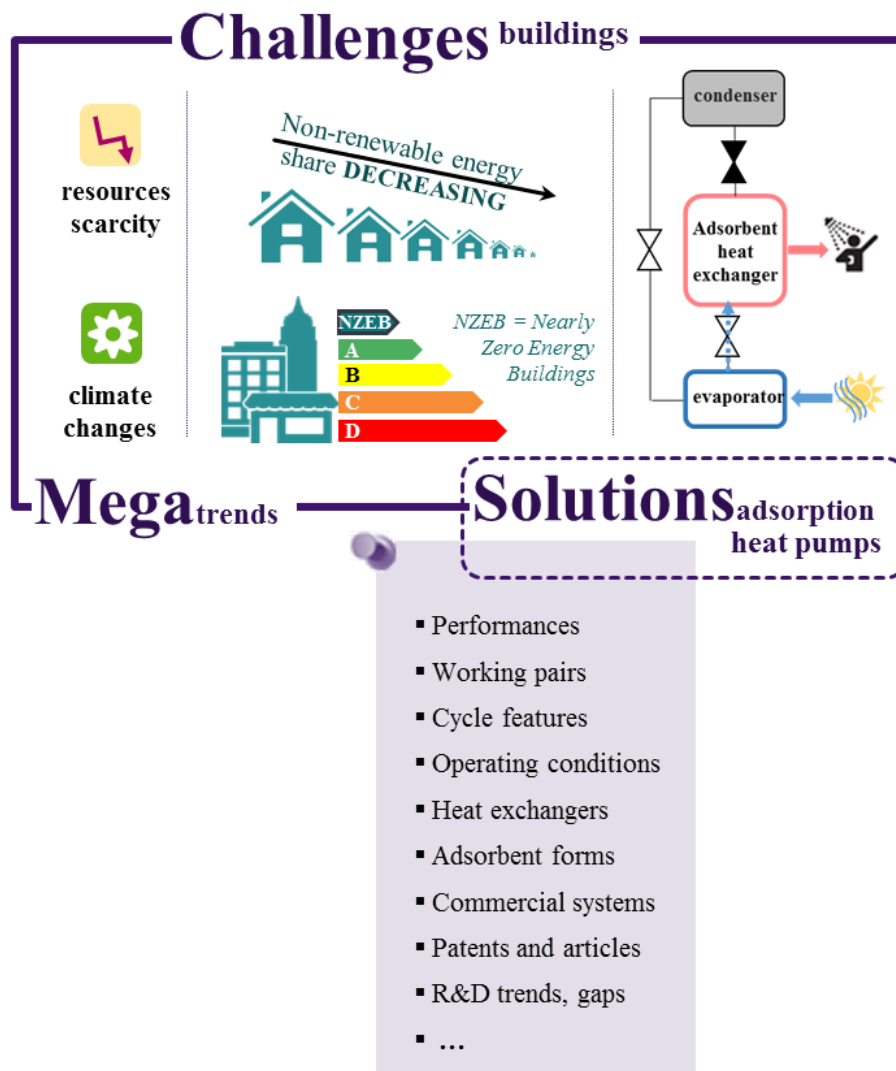 Challenges buildings
resources
scarcity
climate
changes
Non-renewable energy
share DECREASING
NZEB
A
B
C
D
NZEB = Nearly
Zero Energy
Buildings
condenser
Adsorbent
heat
exchanger
evaporator
Mega trends
Solutions adsorption
heat pumps
▪ Performances
▪ Working pairs
▪ Cycle features
▪ Operating conditions
▪ Heat exchangers
▪ Adsorbent forms
▪ Commercial systems
▪ Patents and articles
▪ R&D trends, gaps
▪ ...